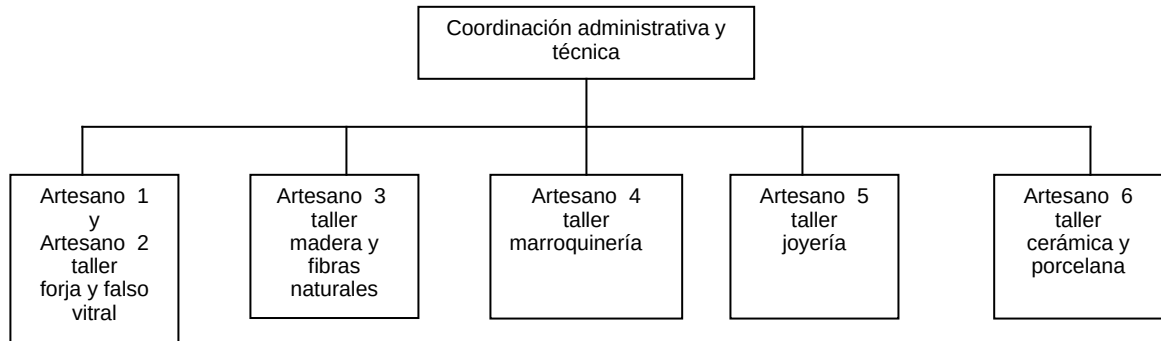 Coordinación administrativa y
técnica
Artesano 1
y
Artesano 2
taller
forja y falso
vitral
Artesano 3
taller
madera y
fibras
naturales
Artesano 4
taller
marroquinería
Artesano 5
taller
joyería
Artesano 6
taller
cerámica y
porcelana